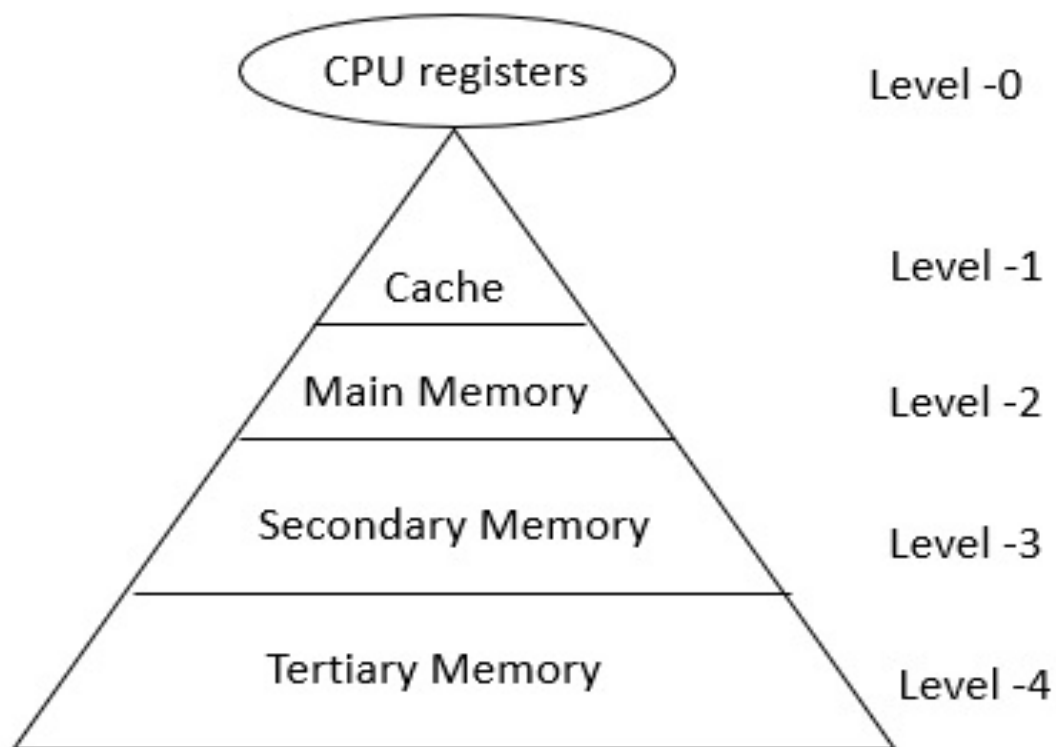 CPU registers Level -0
Cache Level -1
Main Memory Level -2
Secondary Memory Level -3
Tertiary Memory Level -4